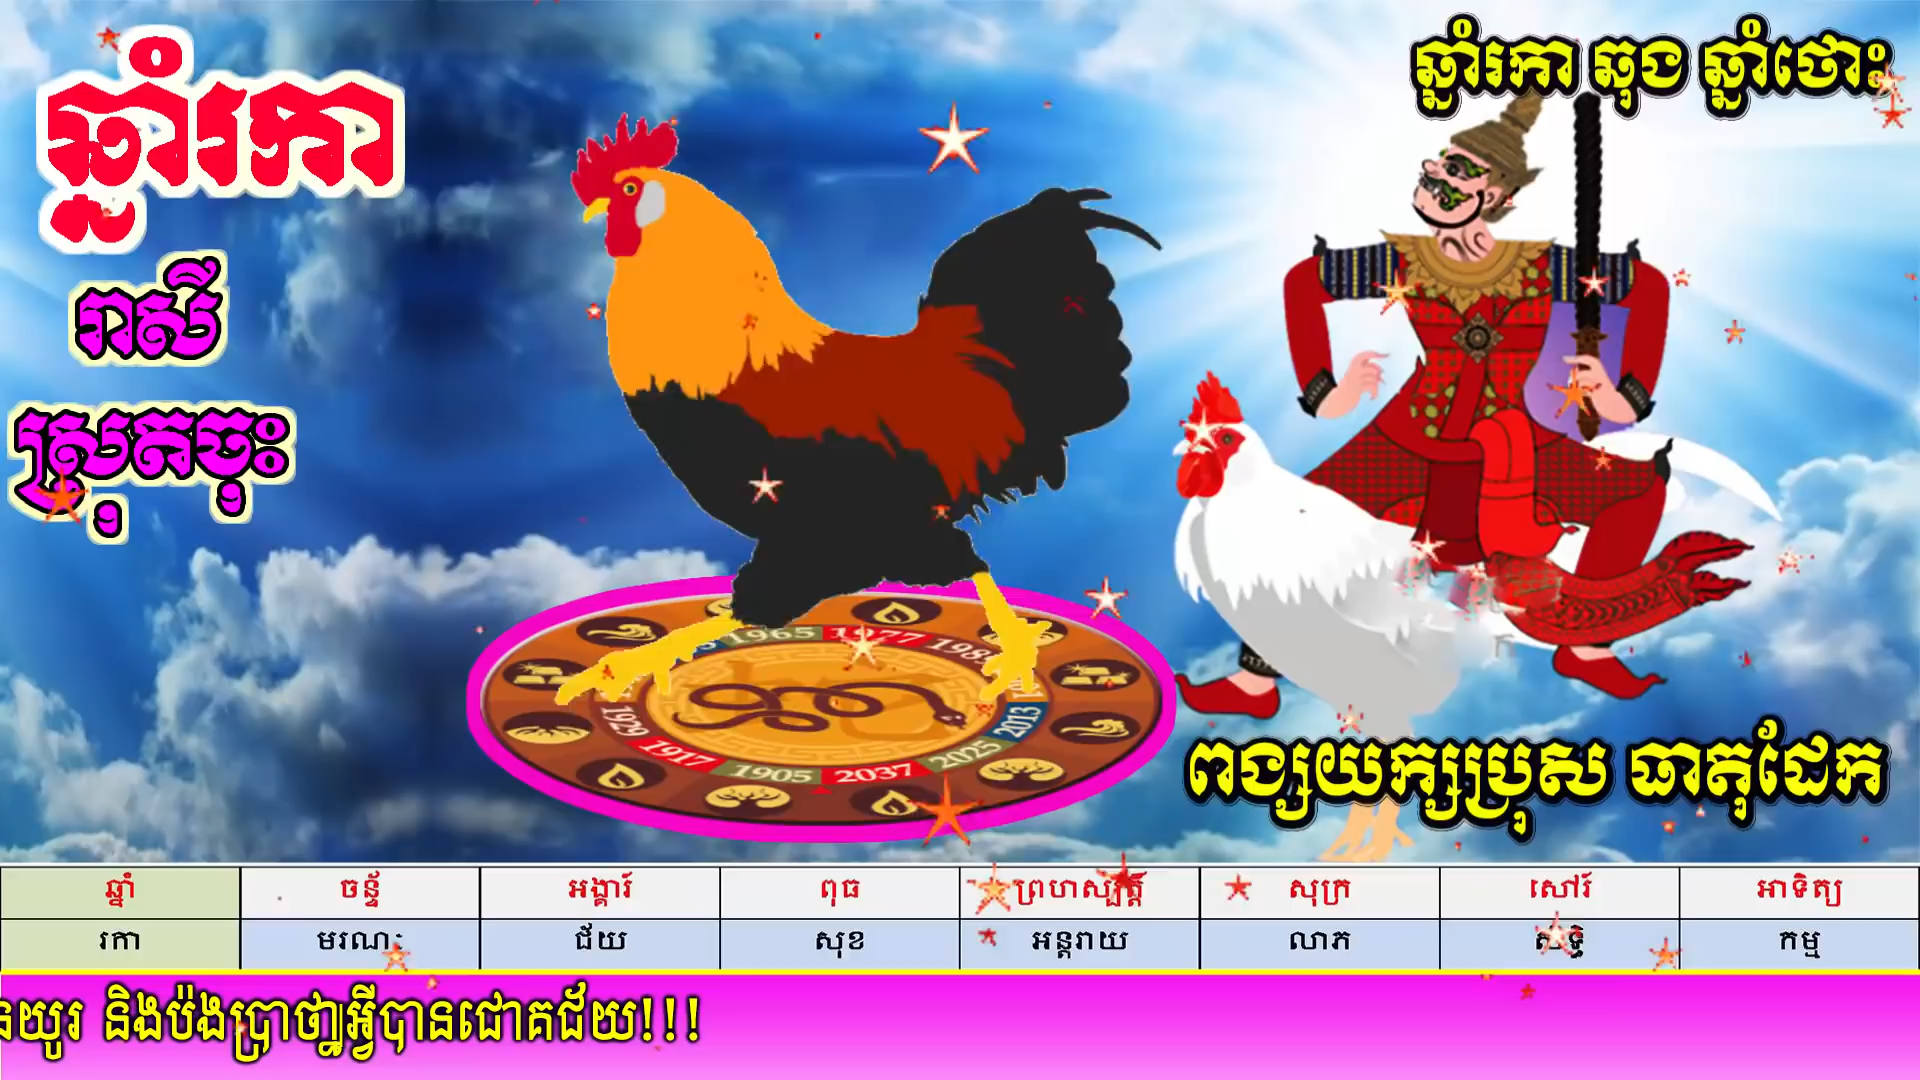 ឆ្នាំរកា
រាសី
ស្រុតចុះ
ឆ្នាំរកា ឆុង ឆ្នាំថោះ
1965 1977
1929 1917 1905 2037 2025 2013
ពង្សយក្សប្រុស ធាតុដែក
ឆ្នាំ ចន្ទ័ អង្គារ៍ ពុធ ព្រហស្បត្តិ៍ សុក្រ សៅរ៍ អាទិត្យ
រកា មរណៈ ជ័យ សុខ អន្តរាយ លាភ សិទ្ធិ កម្ម
និងប៉ងប្រាថ្នាអ្វីបានជោគជ័យ!!!